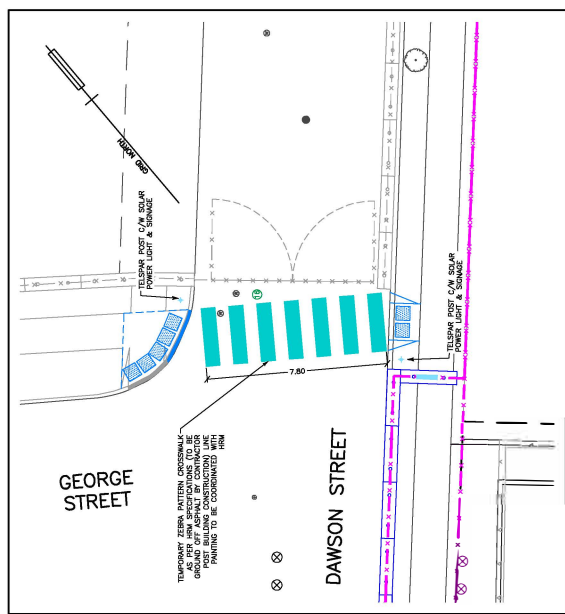 GRID NORTH
TELSPAR POST C/W SOLAR
POWER LIGHT & SIGNAGE
16
TELSPAR POST C/W SOLAR
POWER LIGHT & SIGNAGE
7.80
TEMPORARY ZEBRA PATTERN CROSSWALK
AS PER HRM SPECIFICATIONS (TO BE
GROUND OFF ASPHALT BY CONTRACTOR
POST BUILDING CONSTRUCTION) LINE
PAINTING TO BE COORDINATED WITH
HRM
GEORGE
STREET
DAWSON STREET